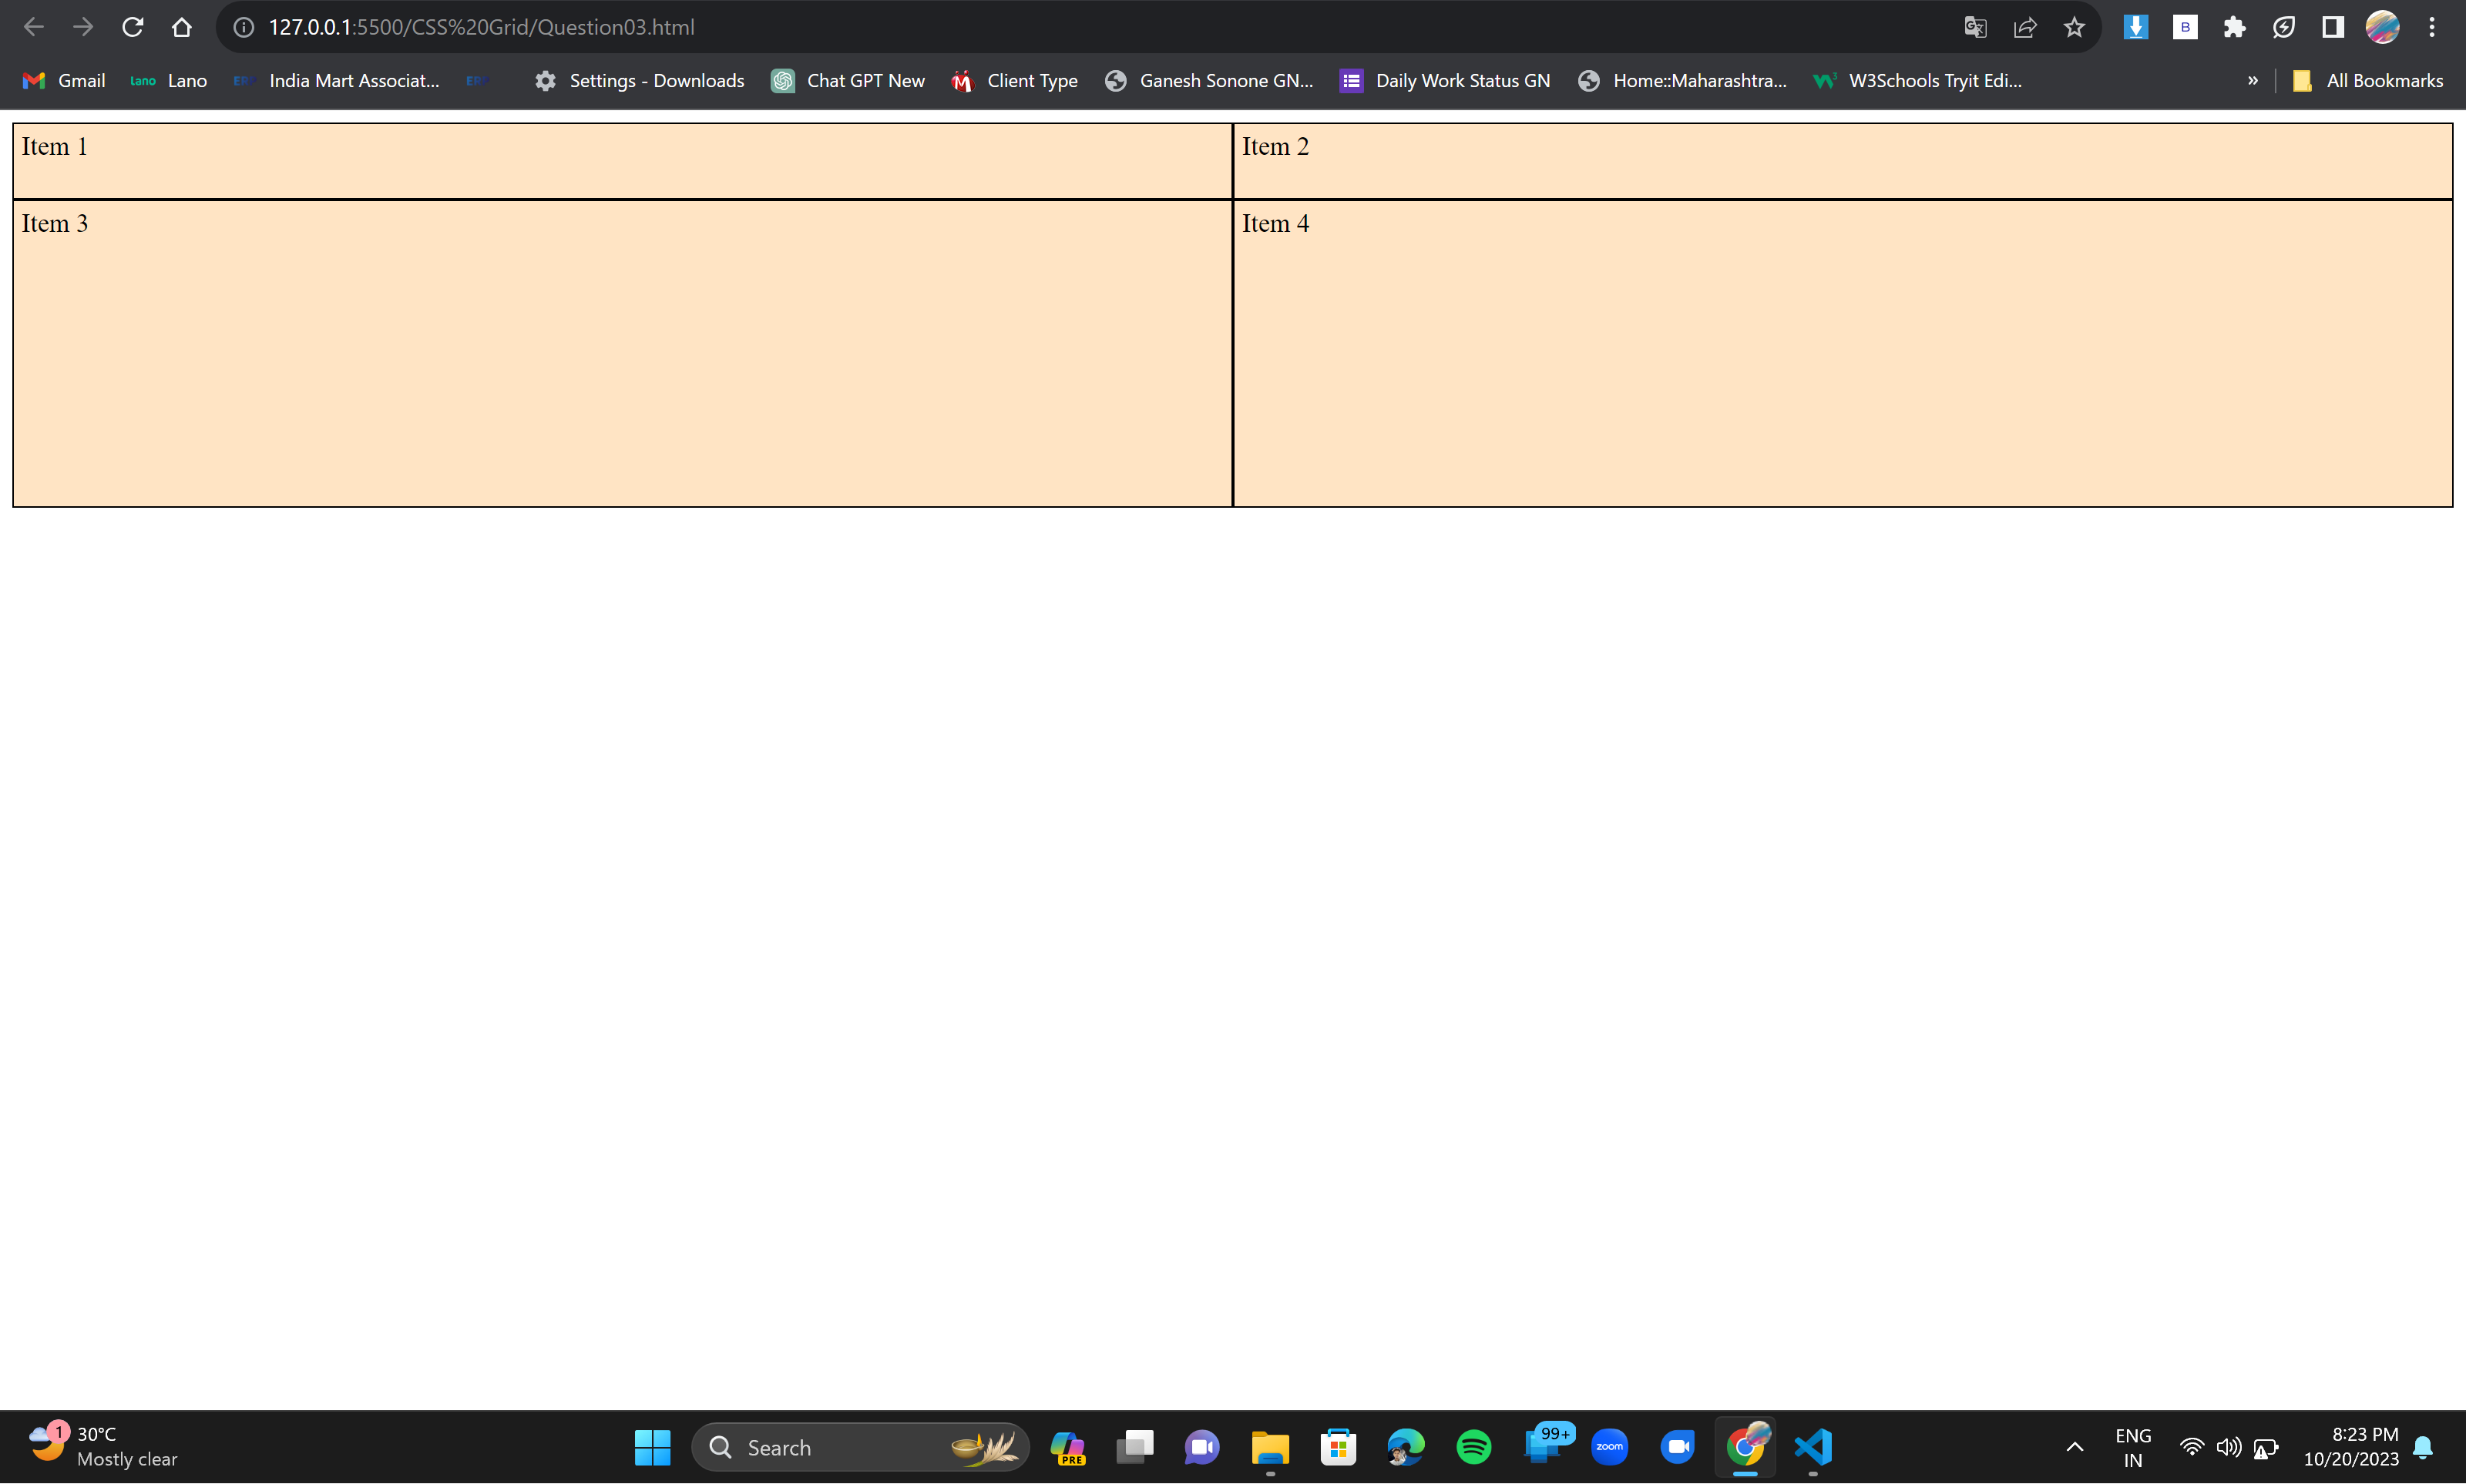 127.0.0.1:5500/CSS%20Grid/Question03.html
B
Gmail
lano Lano
India Mart Associat...
Settings - Downloads
Chat GPT New
Client Type
Ganesh Sonone GN...
Daily Work Status GN
Home::Maharashtra...
W3Schools Tryit Edi...
»
All Bookmarks
Item 1
Item 2
Item 3
Item 4
1
30°C
Mostly clear
Search
PRE
99+
zoom
ENG
IN
8:23 PM
10/20/2023